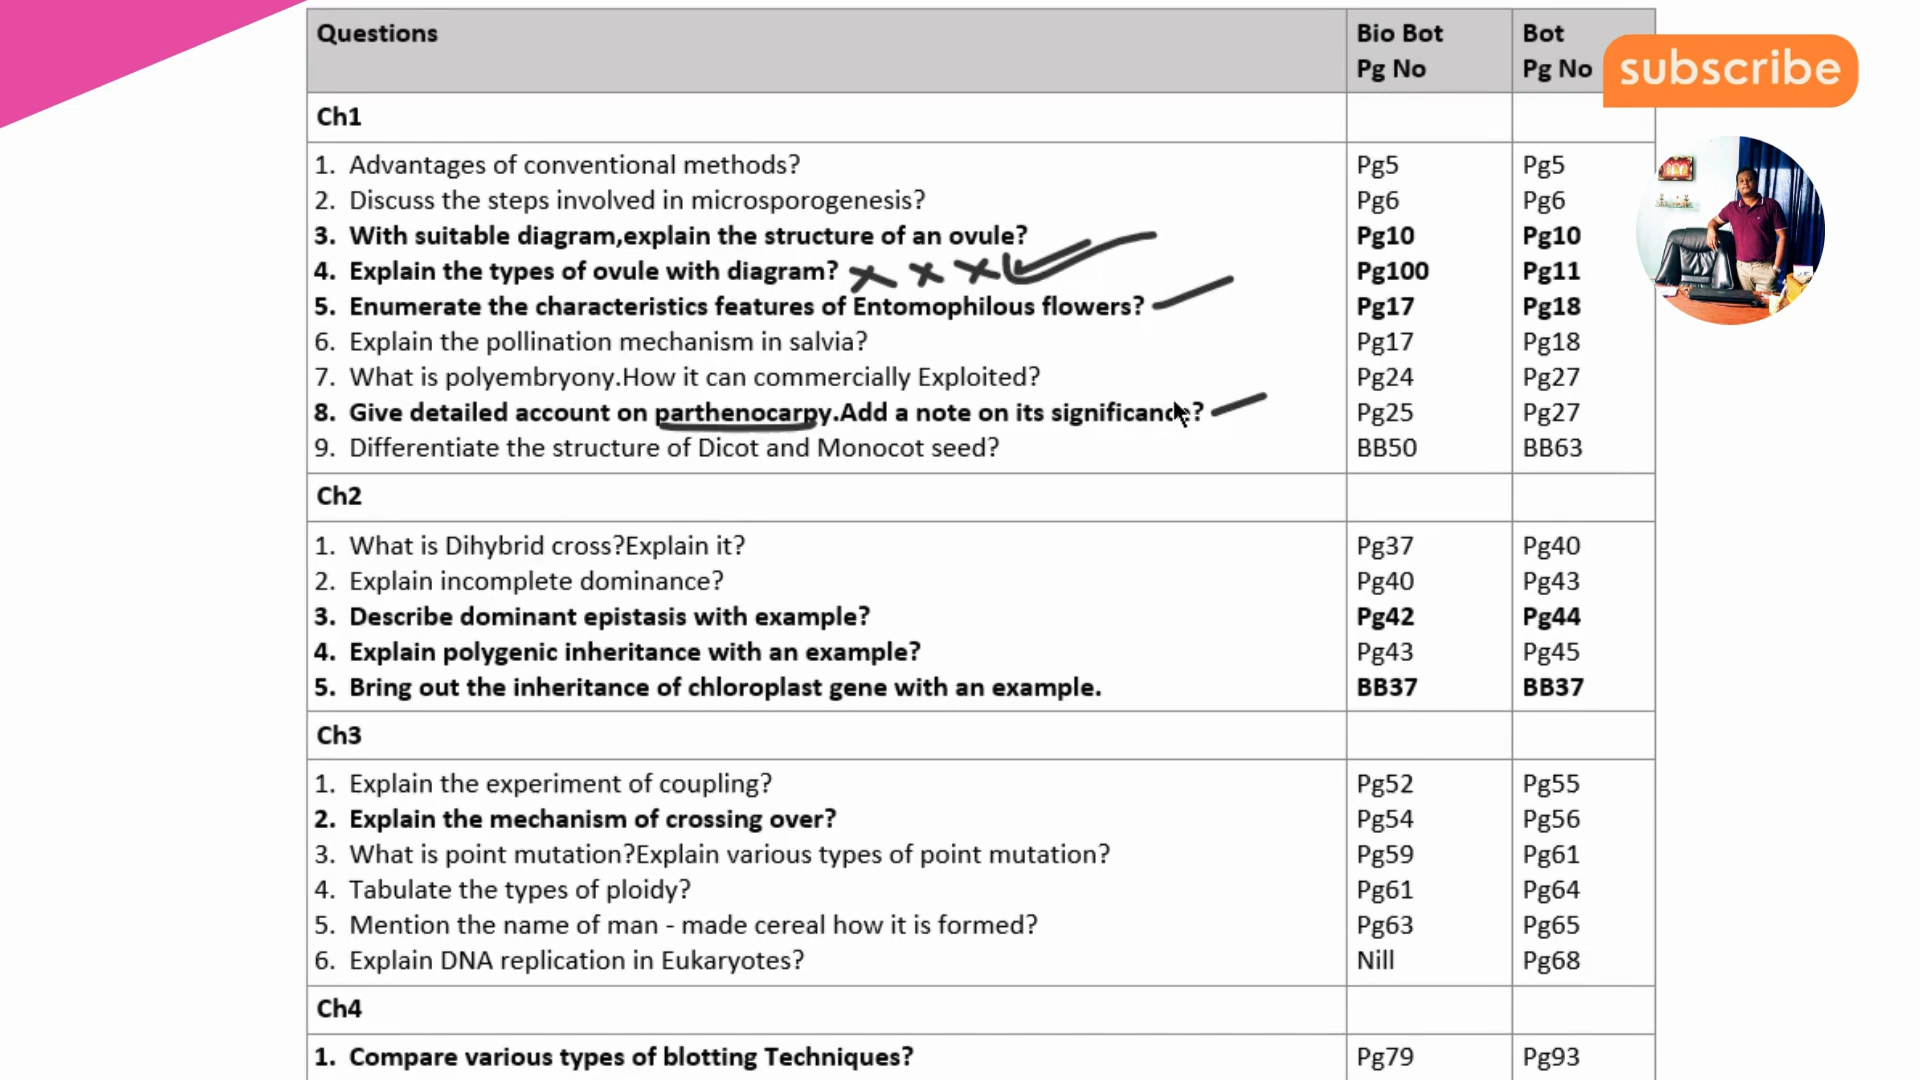 Questions Bio Bot Bot
Pg No Pg No
subscribe
Ch1
1. Advantages of conventional methods? Pg5 Pg5
2. Discuss the steps involved in microsporogenesis? Pg6 Pg6
3. With suitable diagram,explain the structure of an ovule? Pg10 Pg10
4. Explain the types of ovule with diagram? Pg100 Pg11
5. Enumerate the characteristics features of Entomophilous flowers? Pg17 Pg18
6. Explain the pollination mechanism in salvia? Pg17 Pg18
7. What is polyembryony.How it can commercially Exploited? Pg24 Pg27
8. Give detailed account on parthenocarpy.Add a note on its significance? Pg25 Pg27
9. Differentiate the structure of Dicot and Monocot seed? BB50 BB63
Ch2
1. What is Dihybrid cross?Explain it? Pg37 Pg40
2. Explain incomplete dominance? Pg40 Pg43
3. Describe dominant epistasis with example? Pg42 Pg44
4. Explain polygenic inheritance with an example? Pg43 Pg45
5. Bring out the inheritance of chloroplast gene with an example. BB37 BB37
Ch3
1. Explain the experiment of coupling? Pg52 Pg55
2. Explain the mechanism of crossing over? Pg54 Pg56
3. What is point mutation?Explain various types of point mutation? Pg59 Pg61
4. Tabulate the types of ploidy? Pg61 Pg64
5. Mention the name of man - made cereal how it is formed? Pg63 Pg65
6. Explain DNA replication in Eukaryotes? Nill Pg68
Ch4
1. Compare various types of blotting Techniques? Pg79 Pg93